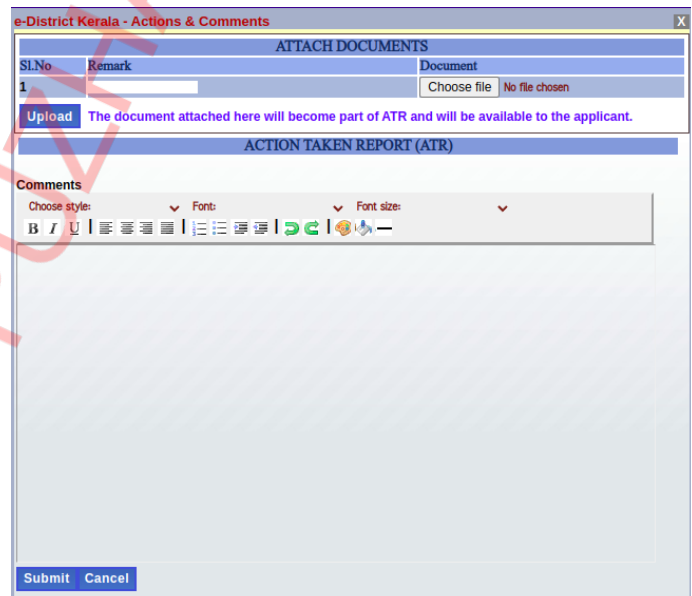 e-District Kerala - Actions & Comments X
ATTACH DOCUMENTS
Sl.No Remark Document
1 Choose file No file chosen
Upload The document attached here will become part of ATR and will be available to the applicant.
ACTION TAKEN REPORT (ATR)
Comments
Choose style: Font: Font size:
B I U
Submit Cancel